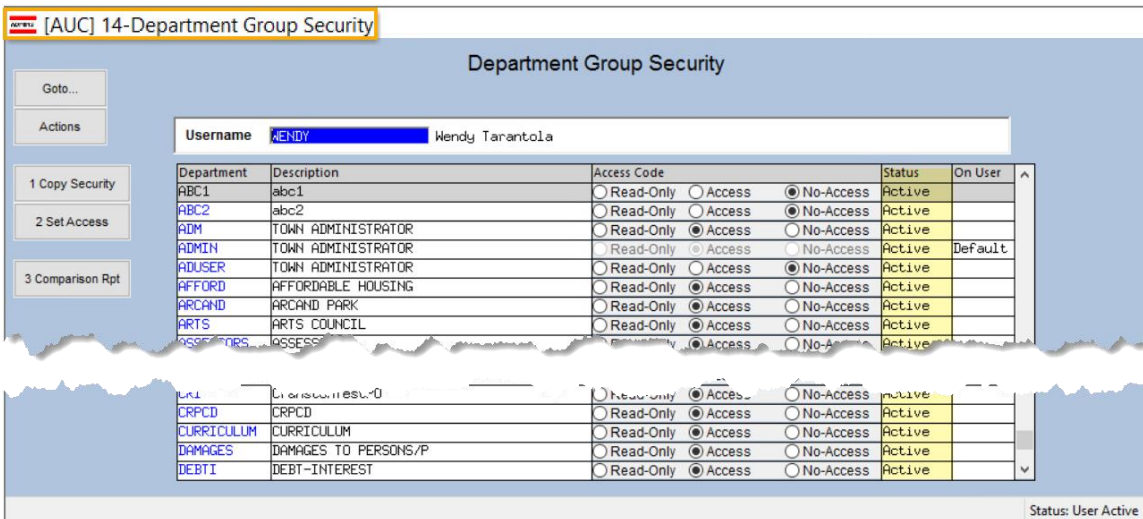 [AUC] 14-Department Group Security
Department Group Security
Goto...
Actions
1 Copy Security
2 Set Access
3 Comparison Rpt
Username WENDY Wendy Tarantola
Department Description Access Code Status On User
ABC1 abc1 Read-Only Access No-Access Active
ABC2 abc2 Read-Only Access No-Access Active
ADM TOWN ADMINISTRATOR Read-Only Access No-Access Active
ADMIN TOWN ADMINISTRATOR Read-Only Access No-Access Active Default
ADUSER TOWN ADMINISTRATOR Read-Only Access No-Access Active
AFFORD AFFORDABLE HOUSING Read-Only Access No-Access Active
ARCAND ARCAND PARK Read-Only Access No-Access Active
ARTS ARTS COUNCIL Read-Only Access No-Access Active
Access Active
Access No-Access Active
CRPCD CRPCD Read-Only Access No-Access Active
CURRICULUM CURRICULUM Read-Only Access No-Access Active
DAMAGES DAMAGES TO PERSONS/P Read-Only Access No-Access Active
DEBTI DEBT-INTEREST Read-Only Access No-Access Active
Status: User Active